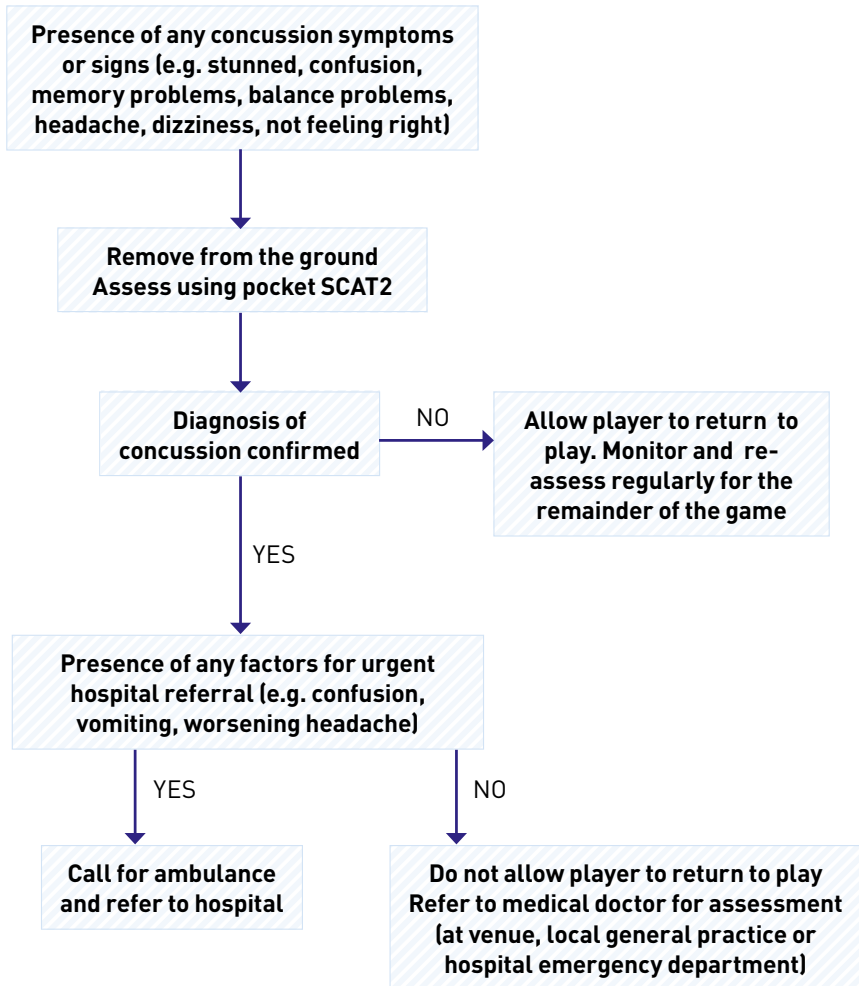 Presence of any concussion symptoms
or signs (e.g. stunned, confusion,
memory problems, balance problems,
headache, dizziness, not feeling right)
Remove from the ground
Assess using pocket SCAT2
Diagnosis of
concussion confirmed
NO
Allow player to return to
play. Monitor and re-
assess regularly for the
remainder of the game
YES
Presence of any factors for urgent
hospital referral (e.g. confusion,
vomiting, worsening headache)
YES
NO
Call for ambulance
and refer to hospital
Do not allow player to return to play
Refer to medical doctor for assessment
(at venue, local general practice or
hospital emergency department)